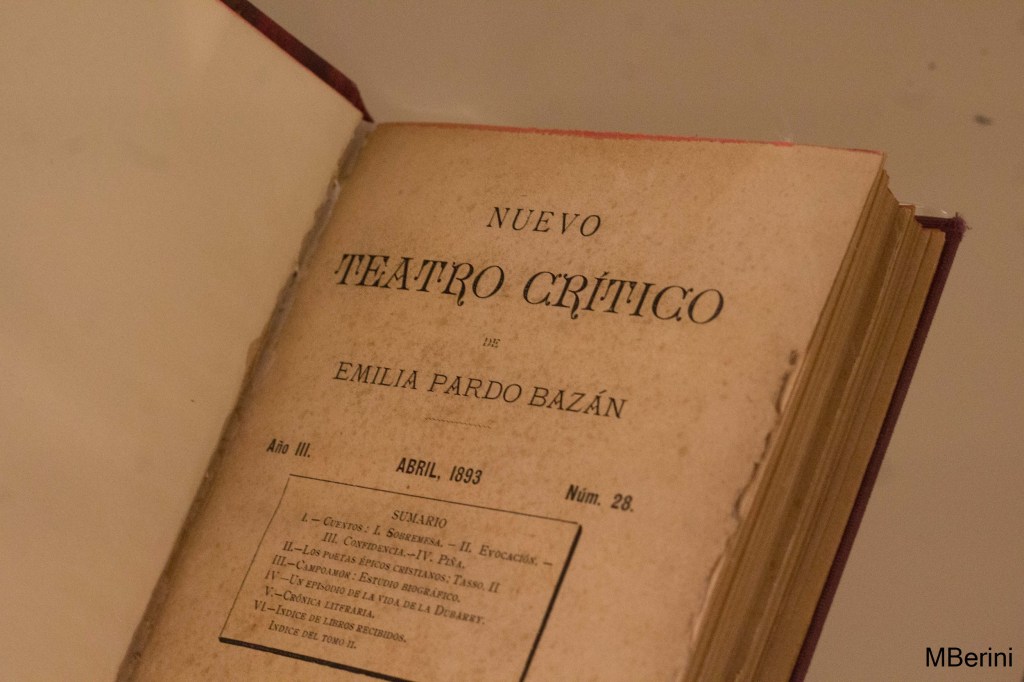 NUEVO
TEATRO CRÍTICO
DE
EMILIA PARDO BAZÁN
Año III.
ABRIL, 1893
Núm. 28.
SUMARIO
I.—CUENTOS: I. SOBREMESA.—II. EVOCACIÓN.—
III. CONFIDENCIA.—IV. PIÑA.
II.—LOS POETAS ÉPICOS CRISTIANOS: TASSO. II
III.—CAMPOAMOR: ESTUDIO BIOGRÁFICO.
IV—UN EPISODIO DE LA VIDA DE LA DUBARRY.
V.—CRÓNICA LITERARIA.
VI.—INDICE DE LIBROS RECIBIDOS.
INDICE DEL TOMO II.
MBerini